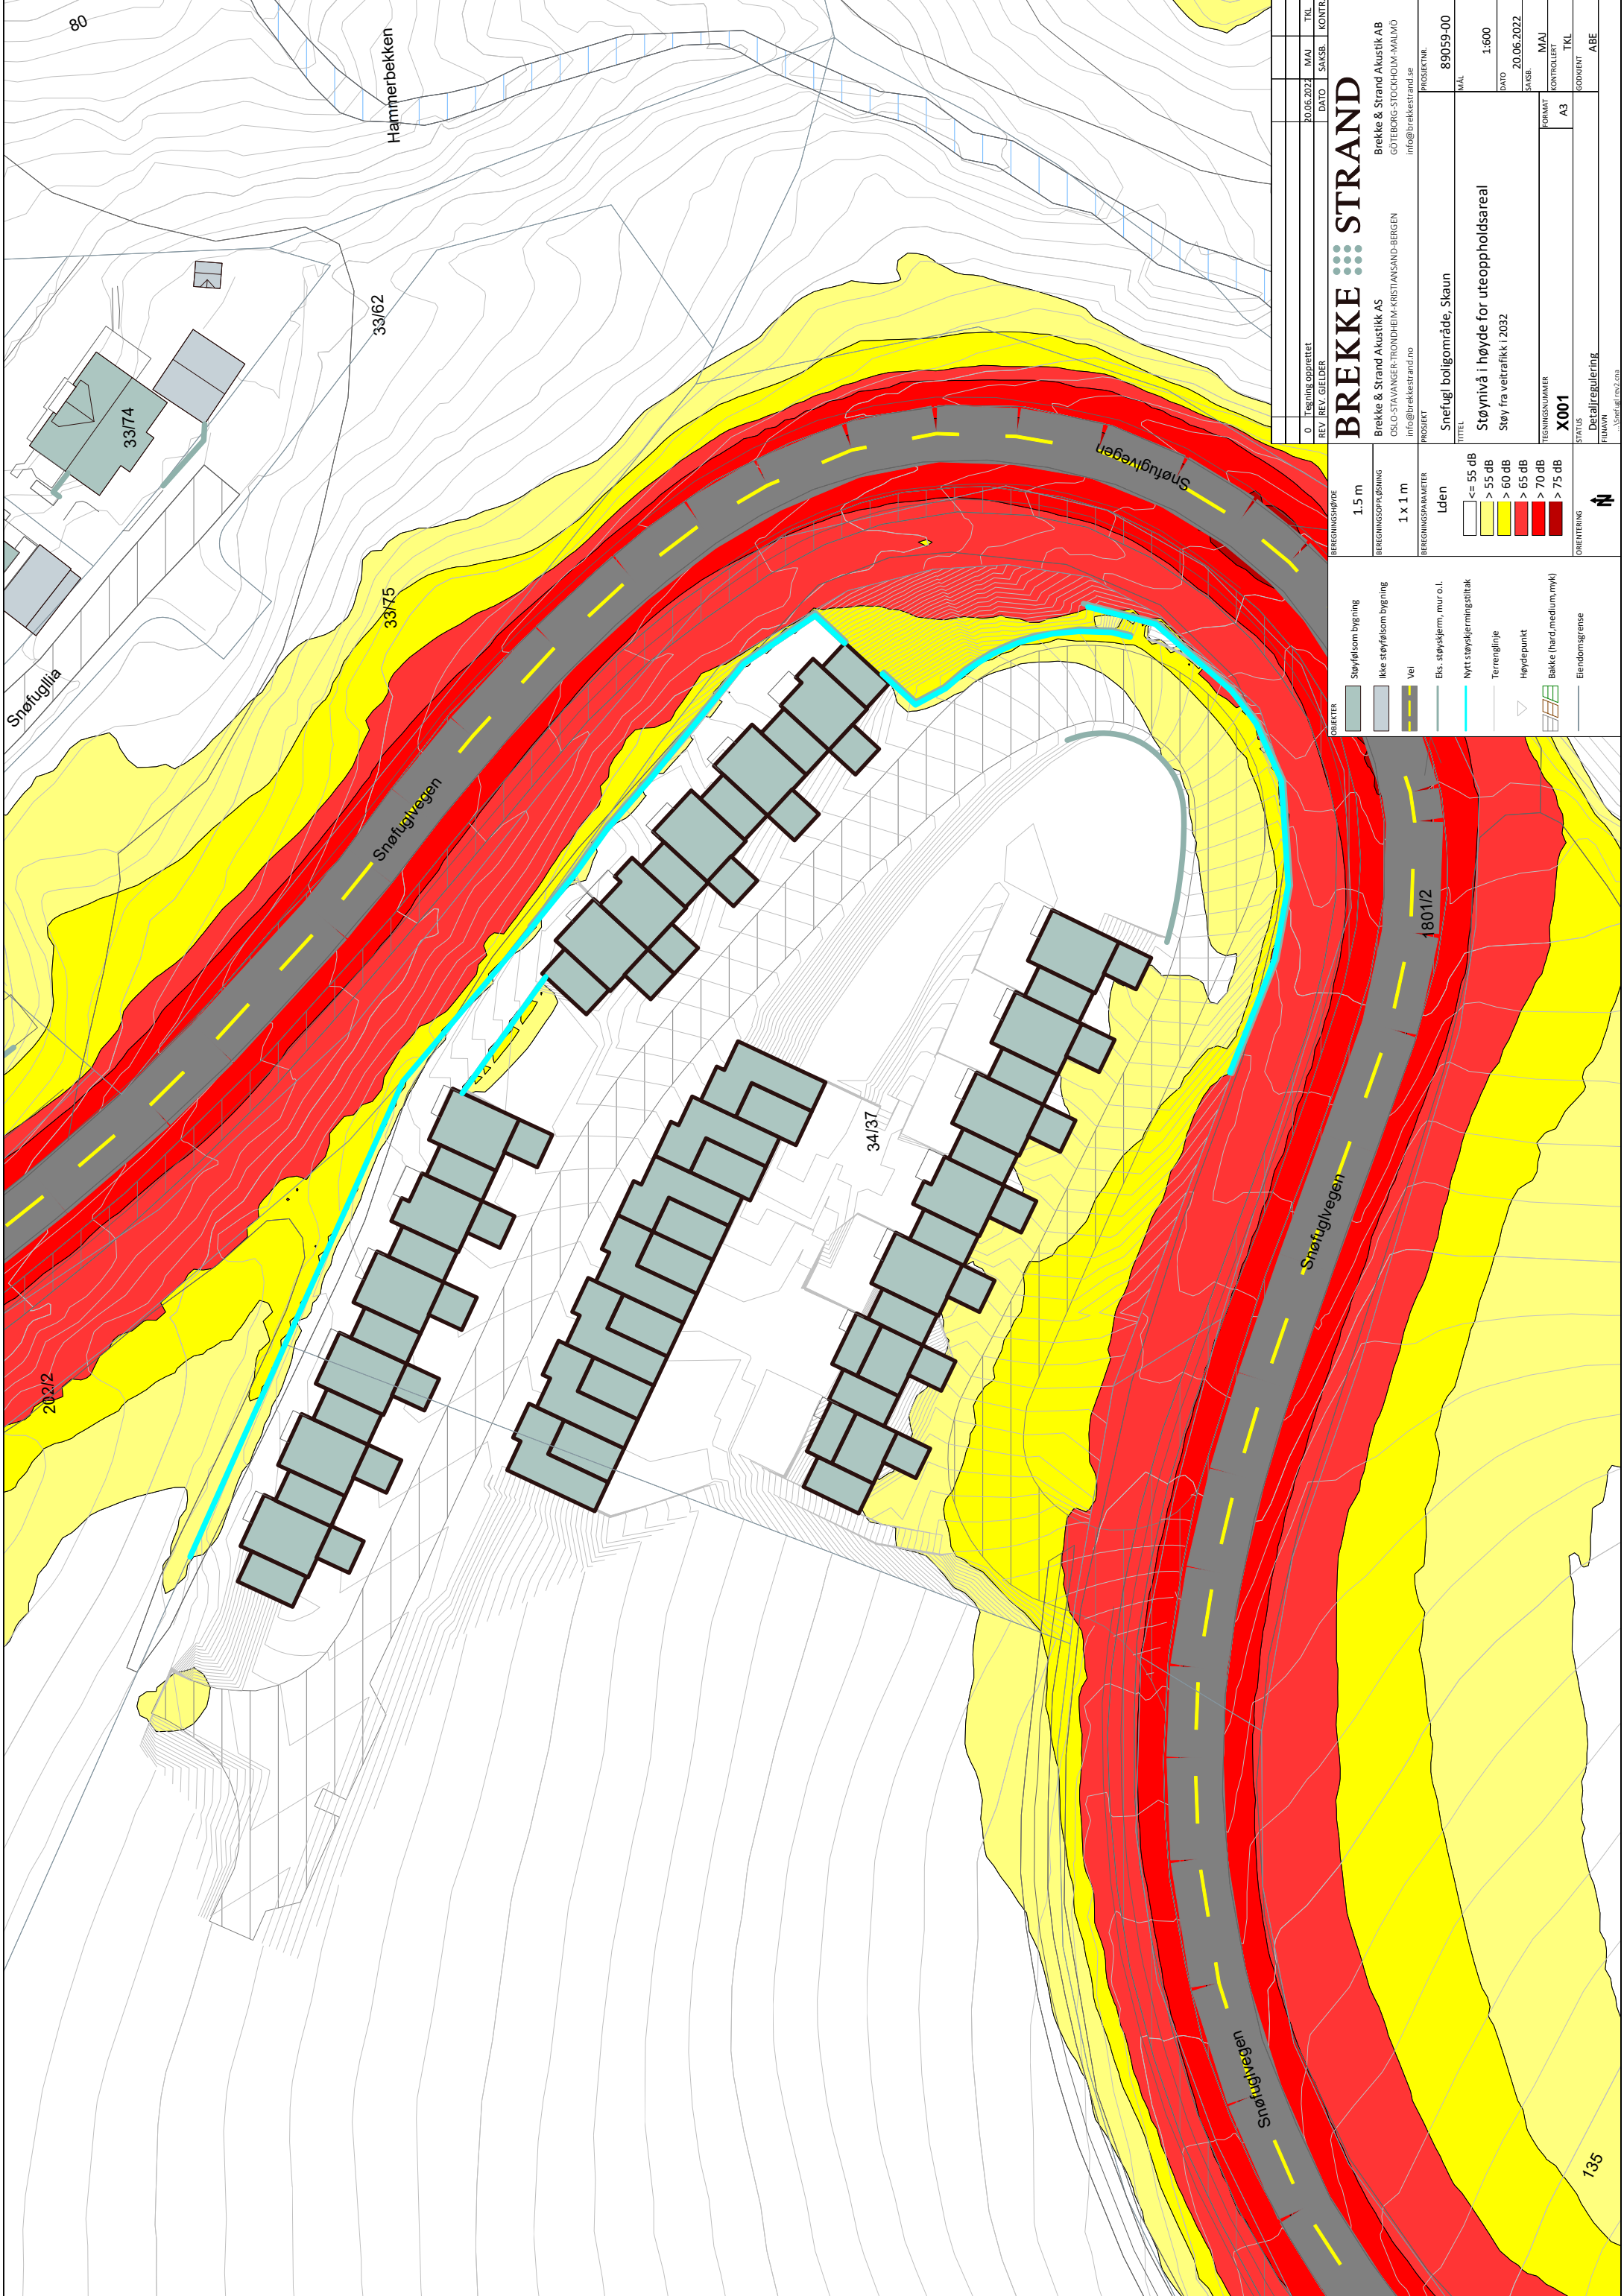 80
Hammerbekken
33/74
33/62
33/75
Snøfugllia
Snøfuglvegen
Snøfuglvegen
202/2
34/37
1801/2
Snøfuglvegen
Snøfuglvegen
135
OBJEKTER
Støyfølsom bygning
Ikke støyfølsom bygning
Vei
Eks. støyskjerm, mur o.l.
Nytt støyskjermingstiltak
Terrenglinje
Høydepunkt
Bakke (hard,medium,myk)
Eiendomsgrense
BEREGNINGSHØYDE
1.5 m
BEREGNINGSOPPLØSNING
1 x 1 m
BEREGNINGSPARAMETER
Lden
<= 55 dB
> 55 dB
> 60 dB
> 65 dB
> 70 dB
> 75 dB
ORIENTERING
N
0 Tegning opprettet 20.06.2022 MAJ TKL
REV REV. GJELDER DATO SAKSB. KONTR.
BREKKE STRAND
Brekke & Strand Akustikk AS
OSLO-STAVANGER-TRONDHEIM-KRISTIANSAND-BERGEN
info@brekkestrand.no
Brekke & Strand Akustik AB
GÖTEBORG-STOCKHOLM-MALMÖ
info@brekkestrand.se
PROSJEKT
Snefugl boligområde, Skaun
PROSJEKTNR.
89059-00
TITTEL
Støynivå i høyde for uteoppholdsareal
Støy fra veitrafikk i 2032
MÅL
1:600
DATO
20.06.2022
SAKSB.
MAJ
TEGNINGSNUMMER
X001
FORMAT
A3
KONTROLLERT
TKL
STATUS
Detaljregulering
GODKJENT
ABE
FILNAVN
...\Snefugl rev2.cna